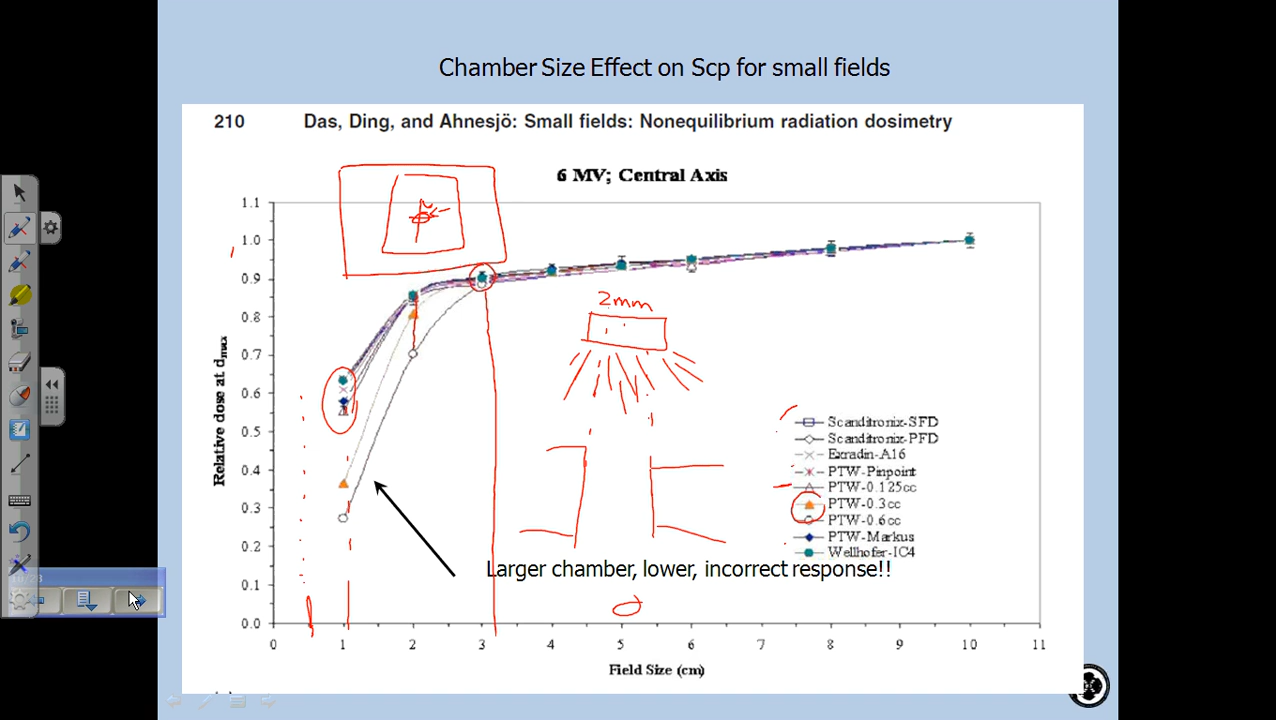 Chamber Size Effect on Scp for small fields
210 Das, Ding, and Ahnesjö: Small fields: Nonequilibrium radiation dosimetry
6 MV; Central Axis
1.1
1.0
0.9
0.8
0.7
0.6
0.5
0.4
0.3
0.2
0.1
0.0
Relative dose at dmax
2mm
Scanditronix-SFD
Scanditronix-PFD
Exradin-A16
PTW-Pinpoint
PTW-0.125cc
PTW-0.3cc
PTW-0.6cc
PTW-Markus
Wellhofer-IC4
Larger chamber, lower, incorrect response!!
0 1 2 3 4 5 6 7 8 9 10 11
Field Size (cm)